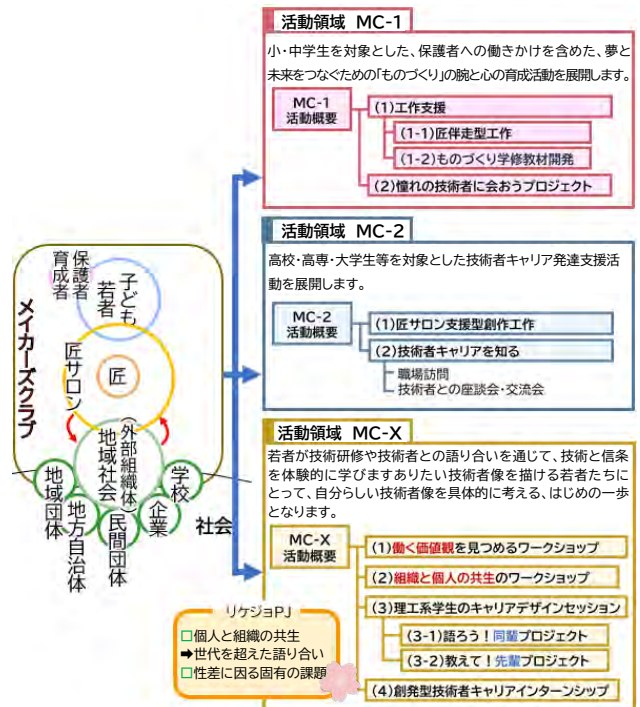 活動領域 MC-1
小・中学生を対象とした、保護者への働きかけを含めた、夢と
未来をつなぐための「ものづくり」の腕と心の育成活動を展開します。
MC-1
活動概要
(1)工作支援
(1-1)匠伴走型工作
(1-2)ものづくり学修教材開発
(2)憧れの技術者に会おうプロジェクト
活動領域 MC-2
高校・高専・大学生等を対象とした技術者キャリア発達支援活
動を展開します。
MC-2
活動概要
(1)匠サロン支援型創作工作
(2)技術者キャリアを知る
職場訪問
技術者との座談会・交流会
活動領域 MC-X
若者が技術研修や技術者との語り合いを通じて、技術と信条
を体験的に学びますありたい技術者像を描ける若者たちに
とって、自分らしい技術者像を具体的に考える、はじめの一歩
となります。
MC-X
活動概要
(1)働く価値観を見つめるワークショップ
(2)組織と個人の共生のワークショップ
(3)理工系学生のキャリアデザインセッション
(3-1)語ろう！同輩プロジェクト
(3-2)教えて！先輩プロジェクト
(4)創発型技術者キャリアインターンシップ
メイカーズクラブ
保護者
育成者
子ども
若者
匠サロン
匠
(外部組織体)
地域社会
地域団体
地方自治体
民間団体
企業
学校
社会
リケジョPJ
□個人と組織の共生
➡世代を超えた語り合い
□性差に因る固有の課題